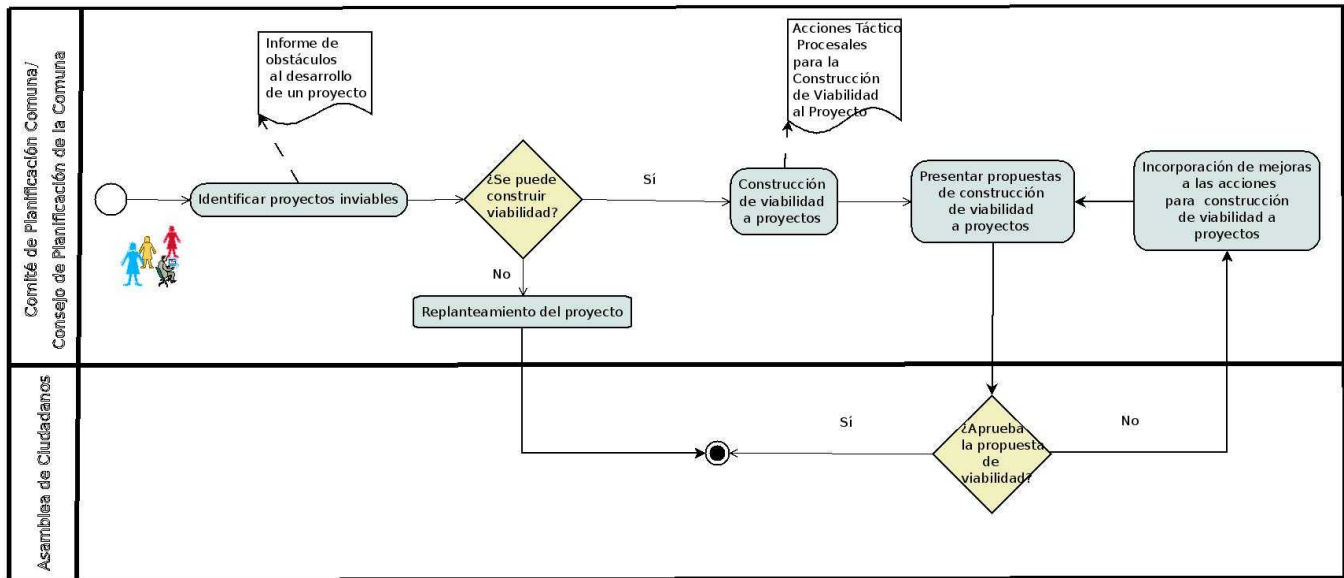 Comité de Planificación Comuna/
Consejo de Planificación de la Comuna
Informe de
obstáculos
al desarrollo
de un proyecto
Acciones Táctico
Procesales
para la
Construcción
de Viabilidad
al Proyecto
Identificar proyectos inviables
¿Se puede
construir
viabilidad?
Sí
Construcción
de viabilidad
a proyectos
Presentar propuestas
de construcción
de viabilidad
a proyectos
Incorporación de mejoras
a las acciones
para construcción
de viabilidad a
proyectos
No
Replanteamiento del proyecto
Asamblea de Ciudadanos
Sí
¿Aprueba
la propuesta
de
viabilidad?
No